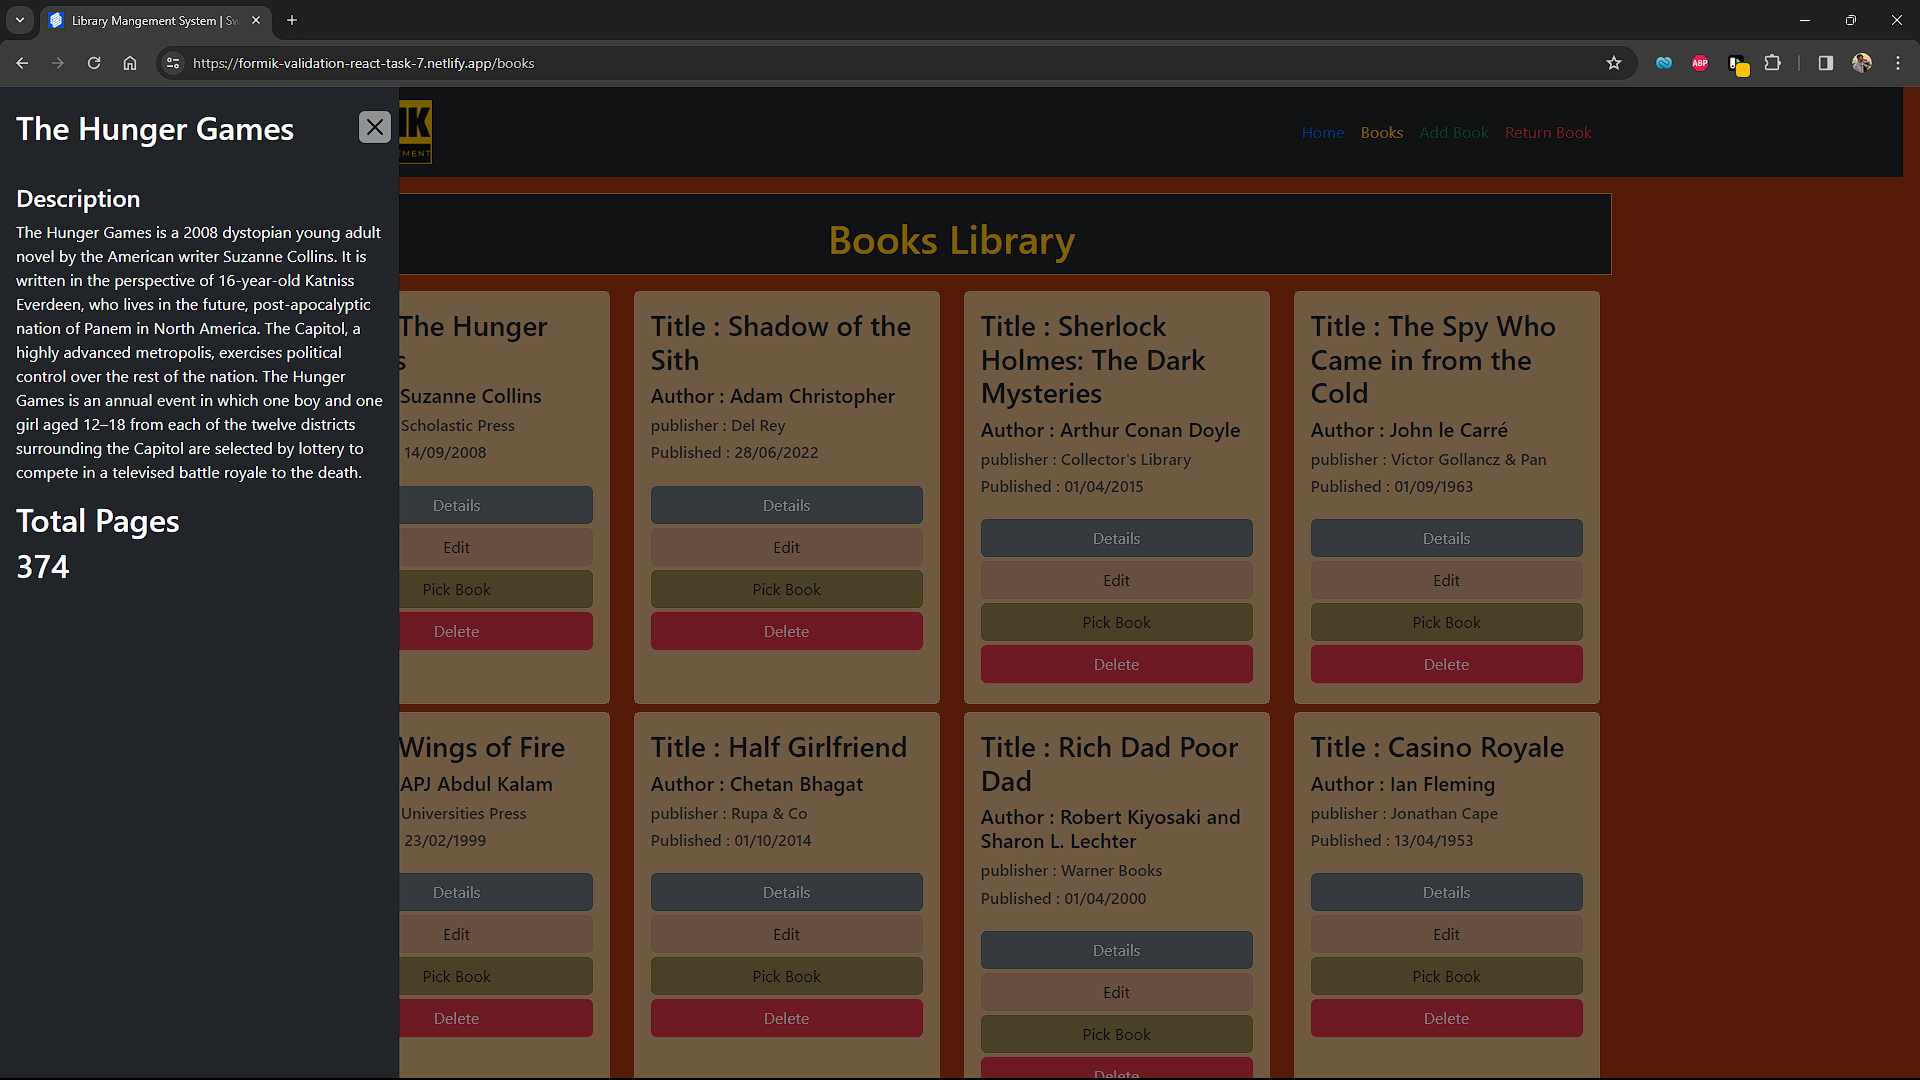 Library Mangement System | Sw
https://formik-validation-react-task-7.netlify.app/books
ABP
The Hunger Games
Description
The Hunger Games is a 2008 dystopian young adult
novel by the American writer Suzanne Collins. It is
written in the perspective of 16-year-old Katniss
Everdeen, who lives in the future, post-apocalyptic
nation of Panem in North America. The Capitol, a
highly advanced metropolis, exercises political
control over the rest of the nation. The Hunger
Games is an annual event in which one boy and one
girl aged 12–18 from each of the twelve districts
surrounding the Capitol are selected by lottery to
compete in a televised battle royale to the death.
Total Pages
374
IK
EMENT
Home Books Add Book Return Book
Books Library
The Hunger
s
Suzanne Collins
Scholastic Press
14/09/2008
Details
Edit
Pick Book
Delete
Title : Shadow of the
Sith
Author : Adam Christopher
publisher : Del Rey
Published : 28/06/2022
Details
Edit
Pick Book
Delete
Title : Sherlock
Holmes: The Dark
Mysteries
Author : Arthur Conan Doyle
publisher : Collector's Library
Published : 01/04/2015
Details
Edit
Pick Book
Delete
Title : The Spy Who
Came in from the
Cold
Author : John le Carré
publisher : Victor Gollancz & Pan
Published : 01/09/1963
Details
Edit
Pick Book
Delete
Wings of Fire
APJ Abdul Kalam
Universities Press
23/02/1999
Details
Edit
Pick Book
Delete
Title : Half Girlfriend
Author : Chetan Bhagat
publisher : Rupa & Co
Published : 01/10/2014
Details
Edit
Pick Book
Delete
Title : Rich Dad Poor
Dad
Author : Robert Kiyosaki and
Sharon L. Lechter
publisher : Warner Books
Published : 01/04/2000
Details
Edit
Pick Book
Delete
Title : Casino Royale
Author : Ian Fleming
publisher : Jonathan Cape
Published : 13/04/1953
Details
Edit
Pick Book
Delete